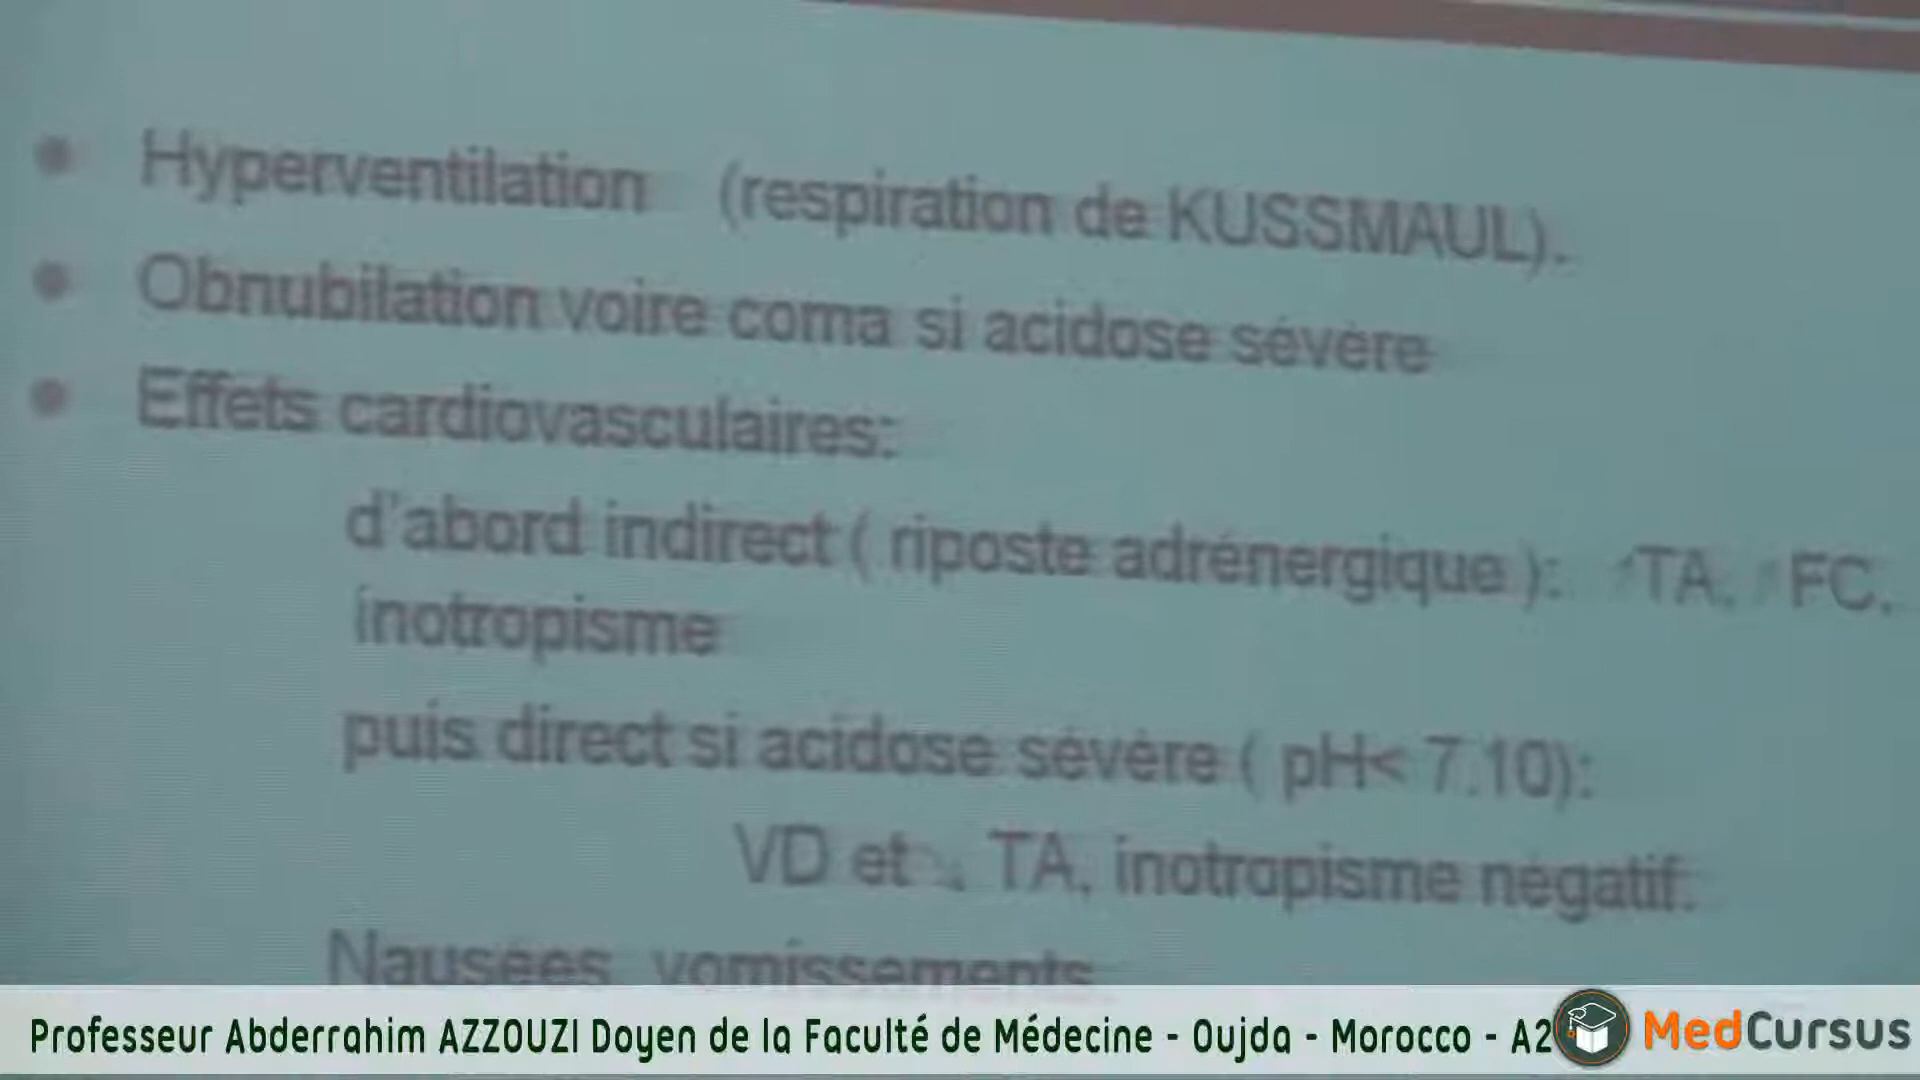 Hyperventilation (respiration de KUSSMAUL).
Obnubilation voire coma si acidose sévère
Effets cardiovasculaires:
d'abord indirect ( riposte adrénergique ): ↗TA, ↗FC,
inotropisme
puis direct si acidose sévère ( pH< 7.10):
VD et ↘ TA, inotropisme négatif.
Nausées, vomissements
Professeur Abderrahim AZZOUZI Doyen de la Faculté de Médecine - Oujda - Morocco - A2
MedCursus